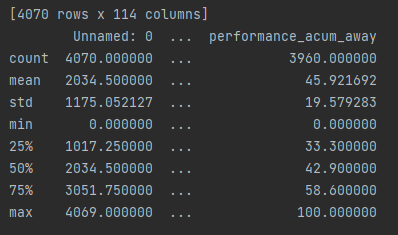 [4070 rows x 114 columns]
Unnamed: 0 ... performance_acum_away
count 4070.000000 ... 3960.000000
mean 2034.500000 ... 45.921692
std 1175.052127 ... 19.579283
min 0.000000 ... 0.000000
25% 1017.250000 ... 33.300000
50% 2034.500000 ... 42.900000
75% 3051.750000 ... 58.600000
max 4069.000000 ... 100.000000